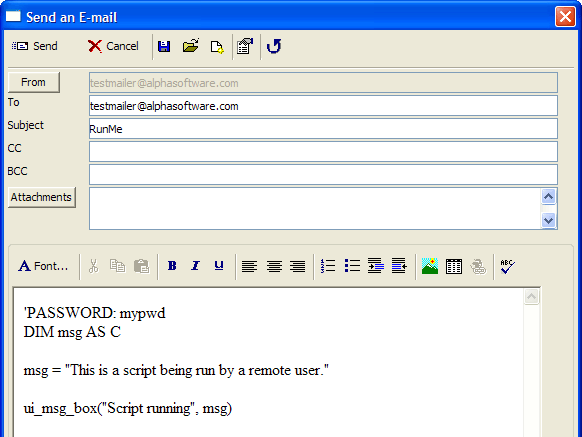 Send an E-mail
Send Cancel
From testmailer@alphasoftware.com
To testmailer@alphasoftware.com
Subject RunMe
CC
BCC
Attachments
A Font... B I U ABC
'PASSWORD: mypwd
DIM msg AS C
msg = "This is a script being run by a remote user."
ui_msg_box("Script running", msg)